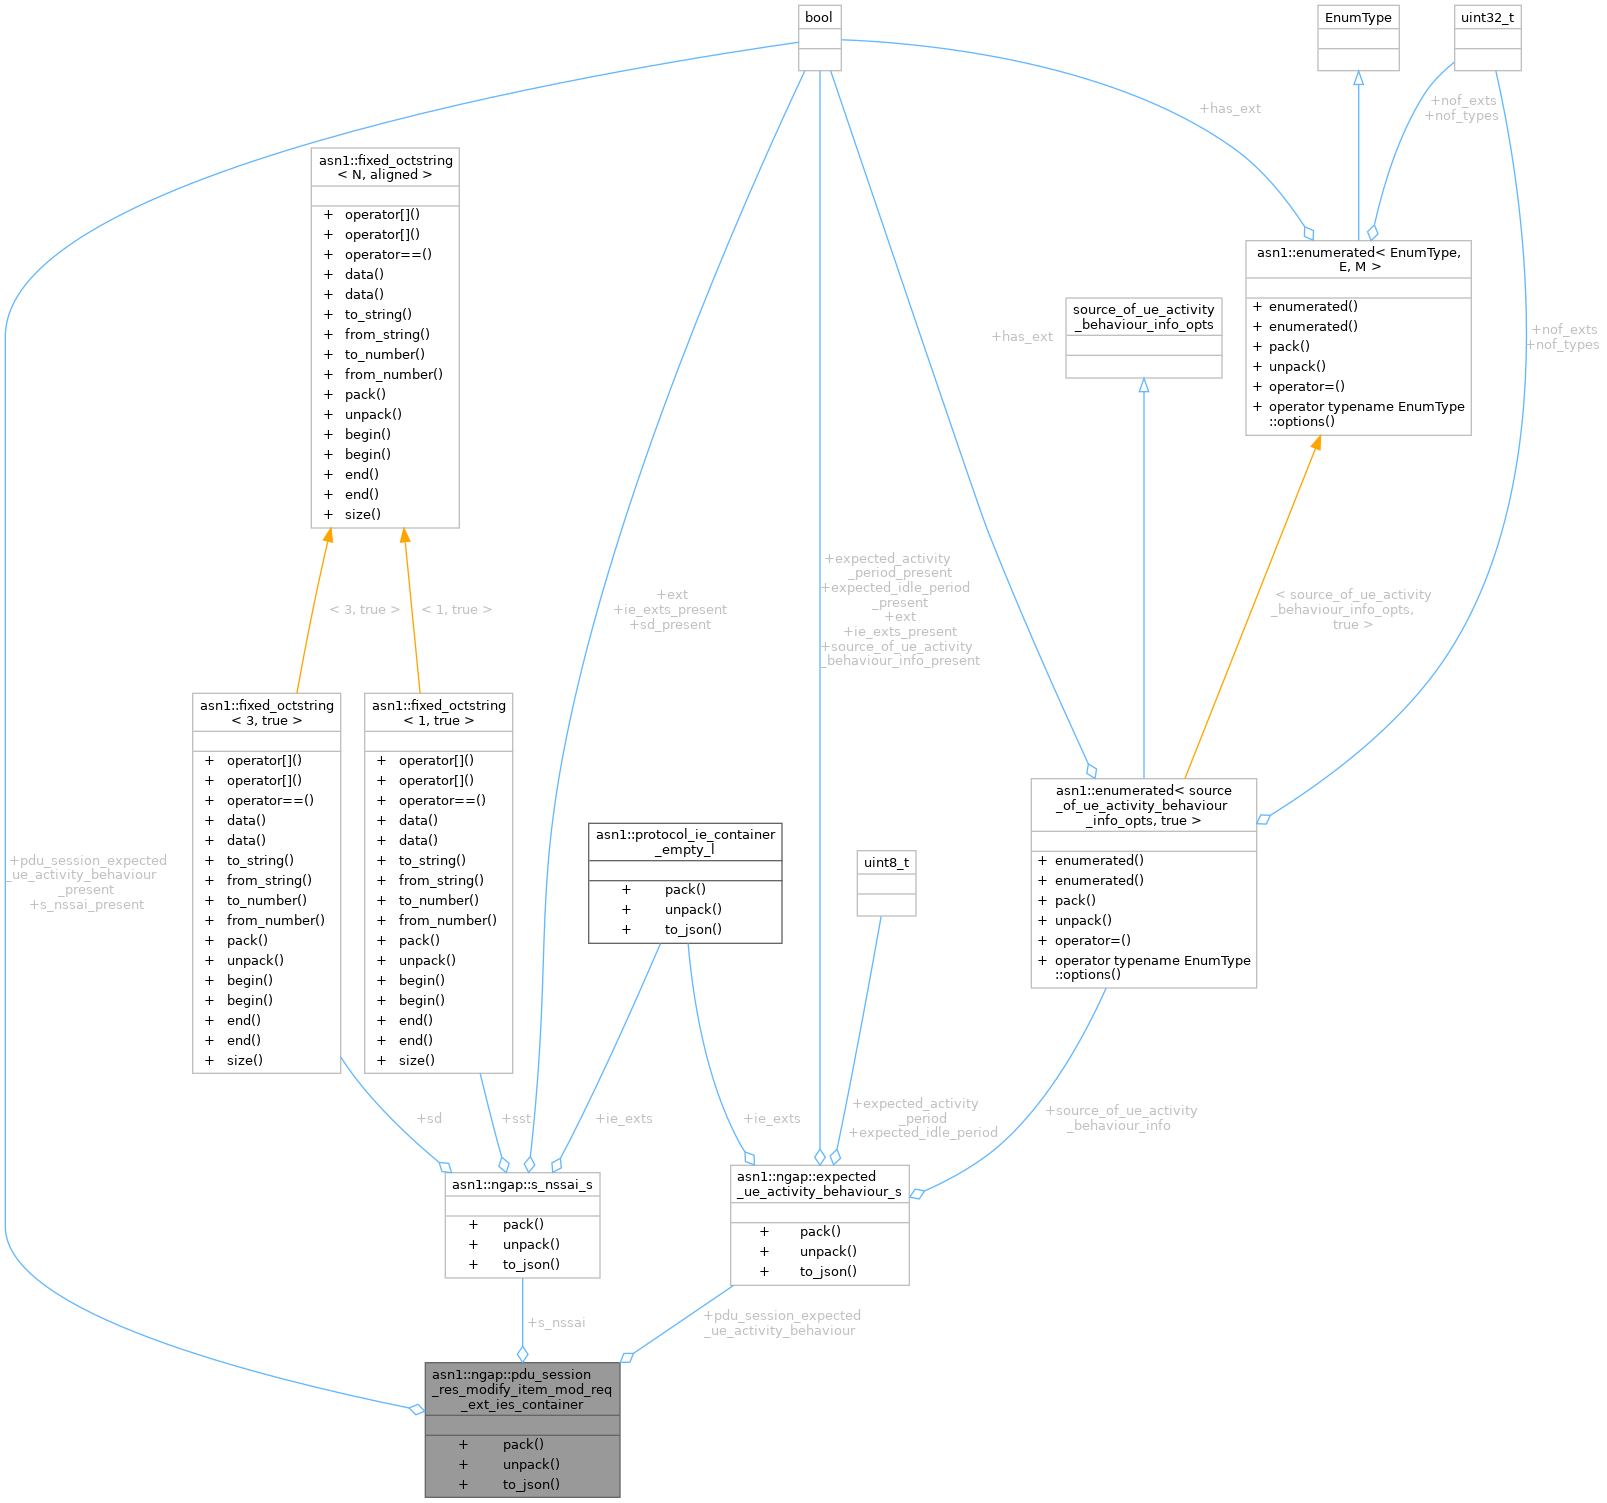 bool
EnumType
uint32_t
+has_ext
+nof_exts
+nof_types
asn1::fixed_octstring
< N, aligned >
+ operator[]()
+ operator[]()
+ operator==()
+ data()
+ data()
+ to_string()
+ from_string()
+ to_number()
+ from_number()
+ pack()
+ unpack()
+ begin()
+ begin()
+ end()
+ end()
+ size()
asn1::enumerated< EnumType,
E, M >
+ enumerated()
+ enumerated()
+ pack()
+ unpack()
+ operator=()
+ operator typename EnumType
::options()
source_of_ue_activity
_behaviour_info_opts
+has_ext
+nof_exts
+nof_types
+expected_activity
_period_present
+expected_idle_period
_present
+ext
+ie_exts_present
+source_of_ue_activity
_behaviour_info_present
+ext
+ie_exts_present
+sd_present
< source_of_ue_activity
_behaviour_info_opts,
true >
< 3, true >
< 1, true >
asn1::fixed_octstring
< 3, true >
+ operator[]()
+ operator[]()
+ operator==()
+ data()
+ data()
+ to_string()
+ from_string()
+ to_number()
+ from_number()
+ pack()
+ unpack()
+ begin()
+ begin()
+ end()
+ end()
+ size()
asn1::fixed_octstring
< 1, true >
+ operator[]()
+ operator[]()
+ operator==()
+ data()
+ data()
+ to_string()
+ from_string()
+ to_number()
+ from_number()
+ pack()
+ unpack()
+ begin()
+ begin()
+ end()
+ end()
+ size()
asn1::protocol_ie_container
_empty_l
+ pack()
+ unpack()
+ to_json()
uint8_t
asn1::enumerated< source
_of_ue_activity_behaviour
_info_opts, true >
+ enumerated()
+ enumerated()
+ pack()
+ unpack()
+ operator=()
+ operator typename EnumType
::options()
+pdu_session_expected
_ue_activity_behaviour
_present
+s_nssai_present
+sd
+sst
+ie_exts
+ie_exts
+expected_activity
_period
+expected_idle_period
+source_of_ue_activity
_behaviour_info
asn1::ngap::s_nssai_s
+ pack()
+ unpack()
+ to_json()
asn1::ngap::expected
_ue_activity_behaviour_s
+ pack()
+ unpack()
+ to_json()
+s_nssai
+pdu_session_expected
_ue_activity_behaviour
asn1::ngap::pdu_session
_res_modify_item_mod_req
_ext_ies_container
+ pack()
+ unpack()
+ to_json()